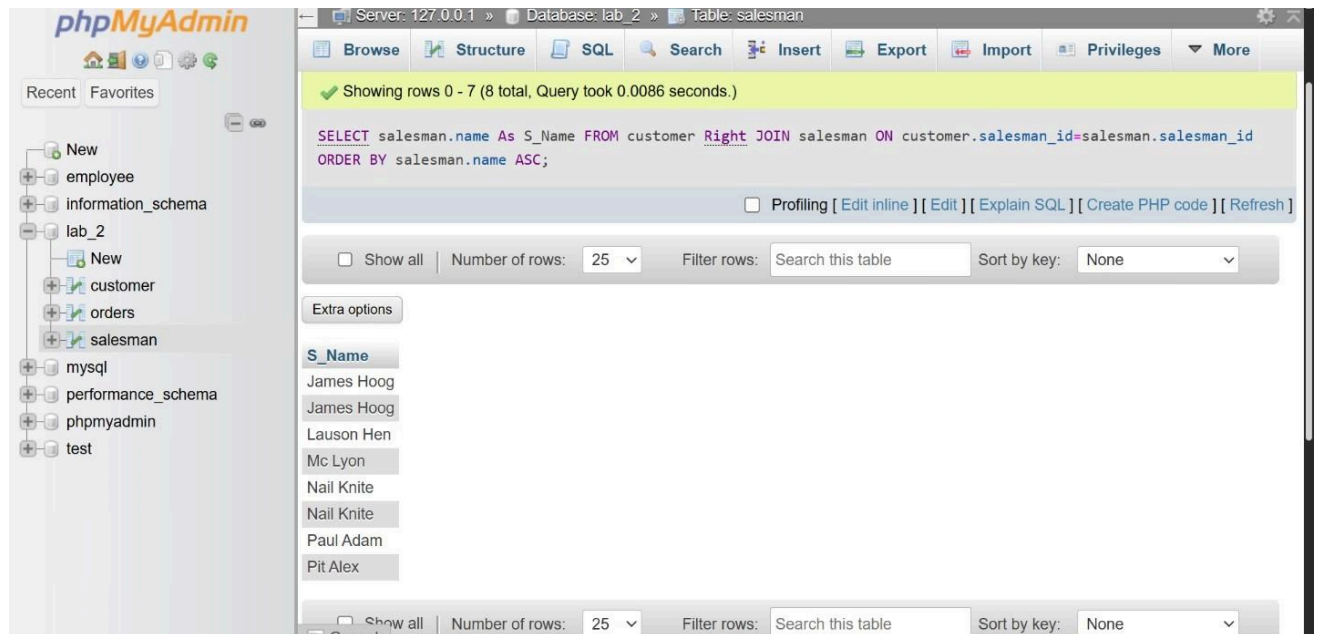 phpMyAdmin
Recent Favorites
New
employee
information_schema
lab_2
New
customer
orders
salesman
mysql
performance_schema
phpmyadmin
test
Server: 127.0.0.1 » Database: lab_2 » Table: salesman
Browse Structure SQL Search Insert Export Import Privileges More
Showing rows 0 - 7 (8 total, Query took 0.0086 seconds.)
SELECT salesman.name As S_Name FROM customer Right JOIN salesman ON customer.salesman_id=salesman.salesman_id
ORDER BY salesman.name ASC;
Profiling [ Edit inline ] [ Edit ] [ Explain SQL ] [ Create PHP code ] [ Refresh ]
Show all | Number of rows: 25 Filter rows: Search this table Sort by key: None
Extra options
S_Name
James Hoog
James Hoog
Lauson Hen
Mc Lyon
Nail Knite
Nail Knite
Paul Adam
Pit Alex
Show all | Number of rows: 25 Filter rows: Search this table Sort by key: None